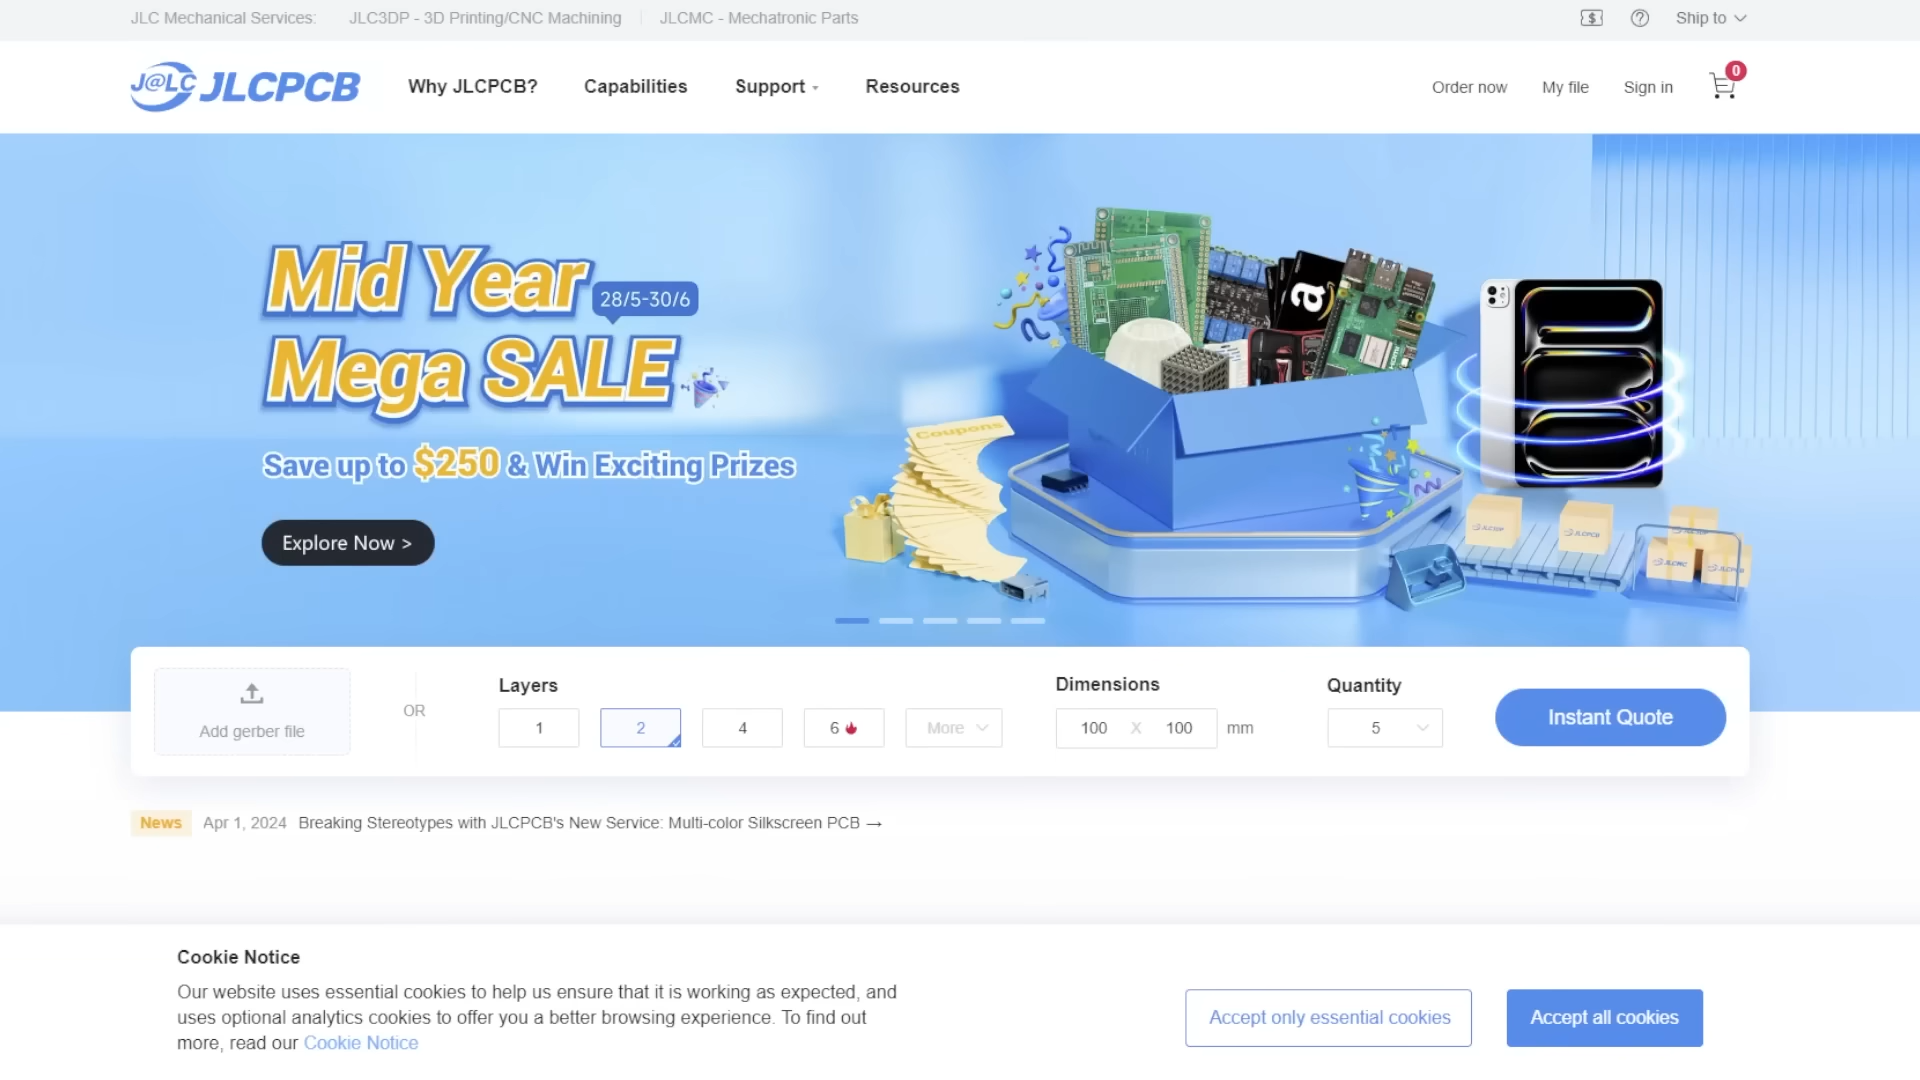 JLC Mechanical Services: JLC3DP - 3D Printing/CNC Machining JLCMC - Mechatronic Parts Ship to
J@LC JLCPCB Why JLCPCB? Capabilities Support Resources Order now My file Sign in 0
Mid Year
28/5-30/6
Mega SALE
Save up to $250 & Win Exciting Prizes
Explore Now >
Coupons
a
JLCPCB
JLCMC
Add gerber file
OR
Layers
1 2 4 6 More
Dimensions
100 X 100 mm
Quantity
5
Instant Quote
News Apr 1, 2024 Breaking Stereotypes with JLCPCB's New Service: Multi-color Silkscreen PCB →
Cookie Notice
Our website uses essential cookies to help us ensure that it is working as expected, and
uses optional analytics cookies to offer you a better browsing experience. To find out
more, read our Cookie Notice
Accept only essential cookies
Accept all cookies